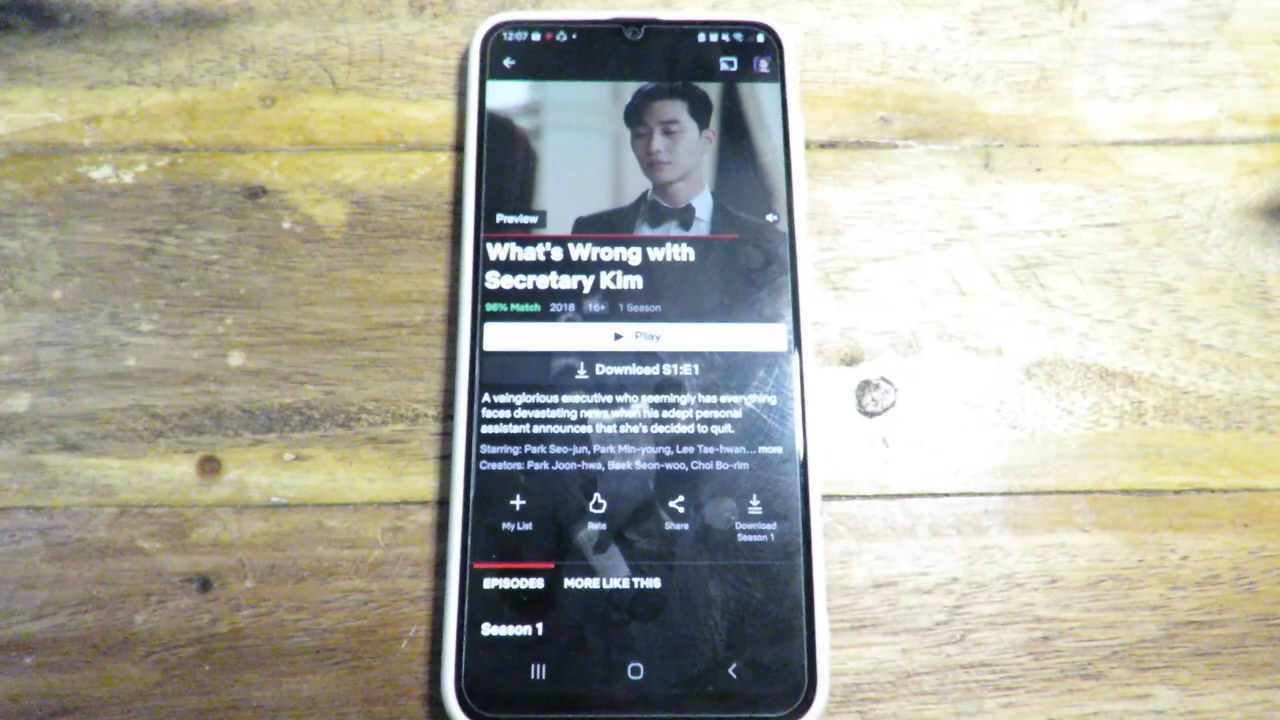 12:07
Preview
What's Wrong with
Secretary Kim
96% Match 2018 16+ 1 Season
Play
Download S1:E1
A vainglorious executive who seemingly has everything
faces devastating news when his adept personal
assistant announces that she's decided to quit.
Starring: Park Seo-jun, Park Min-young, Lee Tae-hwan... more
Creators: Park Joon-hwa, Baek Seon-woo, Choi Bo-rim
My List Rate Share Download
Season 1
EPISODES MORE LIKE THIS
Season 1